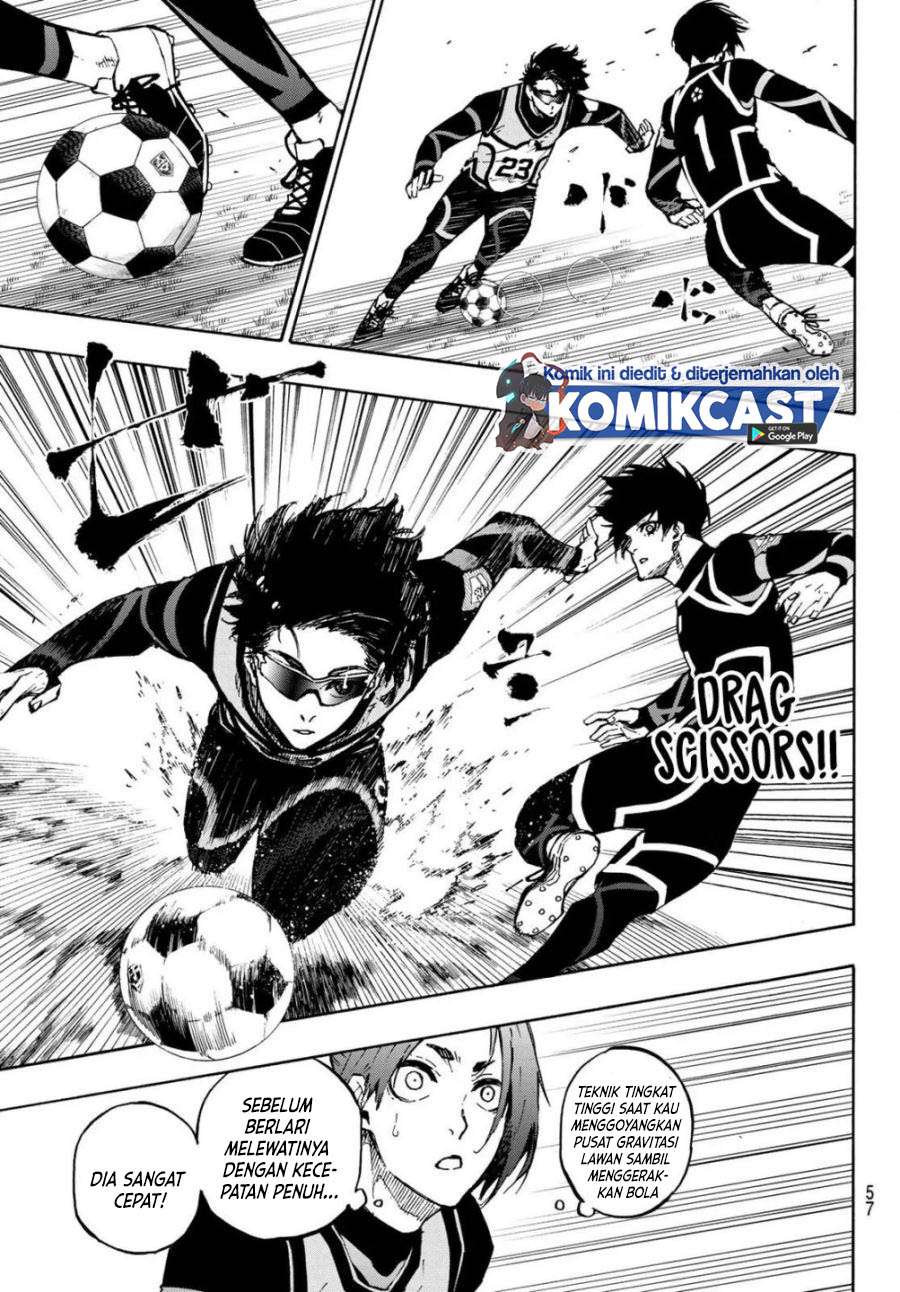 23
1
Komik ini diedit & diterjemahkan oleh
KOMIKCAST
GET IT ON
Google Play
DRAG
SCISSORS!!
TEKNIK TINGKAT
TINGGI SAAT KAU
MENGGOYANGKAN
PUSAT GRAVITASI
LAWAN SAMBIL
MENGGERAK-
KAN BOLA
SEBELUM
BERLARI
MELEWATINYA
DENGAN KECE-
PATAN PENUH...
DIA SANGAT
CEPAT!
57